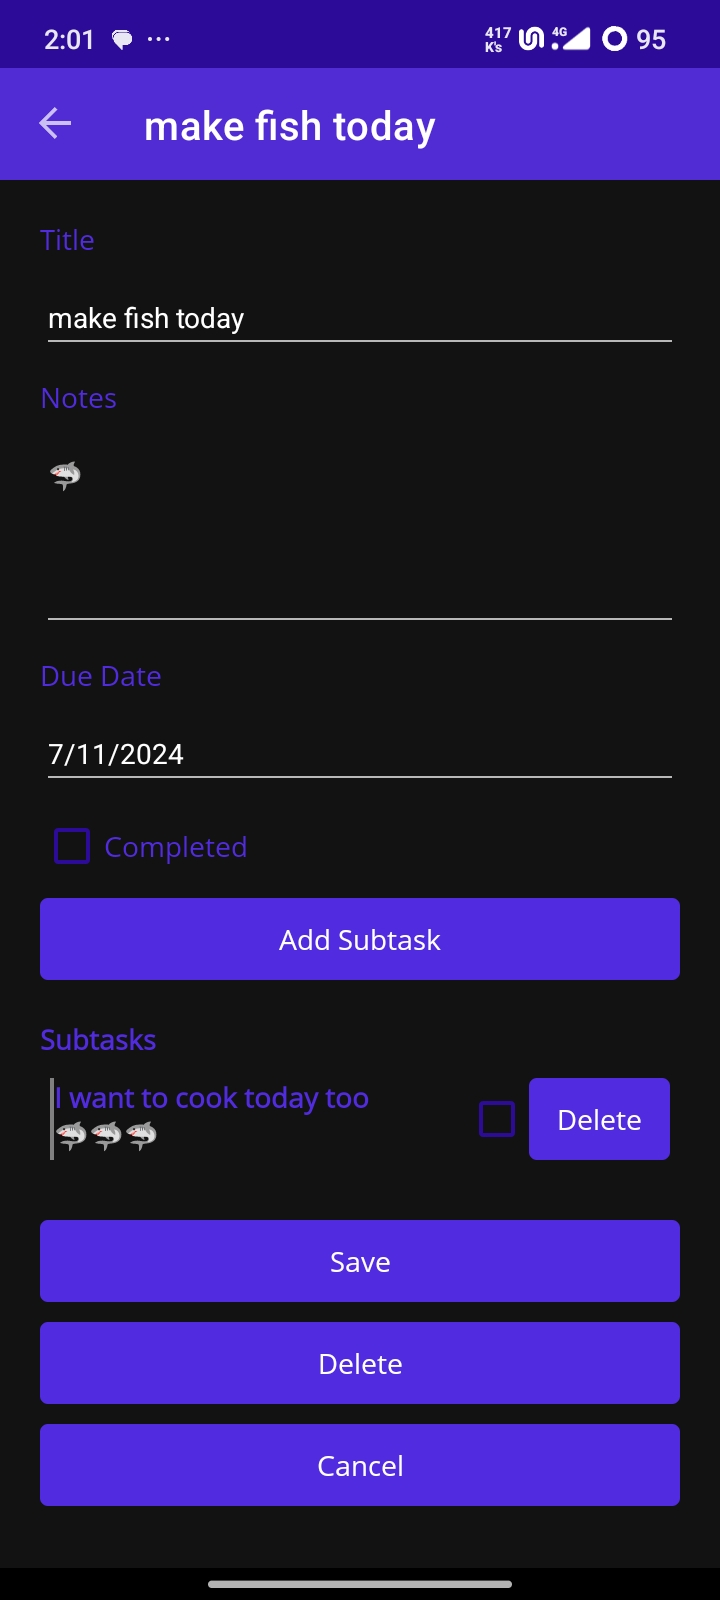 2:01 ... 417 K's 4G 95
make fish today
Title
make fish today
Notes
🦈
Due Date
7/11/2024
Completed
Add Subtask
Subtasks
I want to cook today too
🦈🦈🦈
Delete
Save
Delete
Cancel